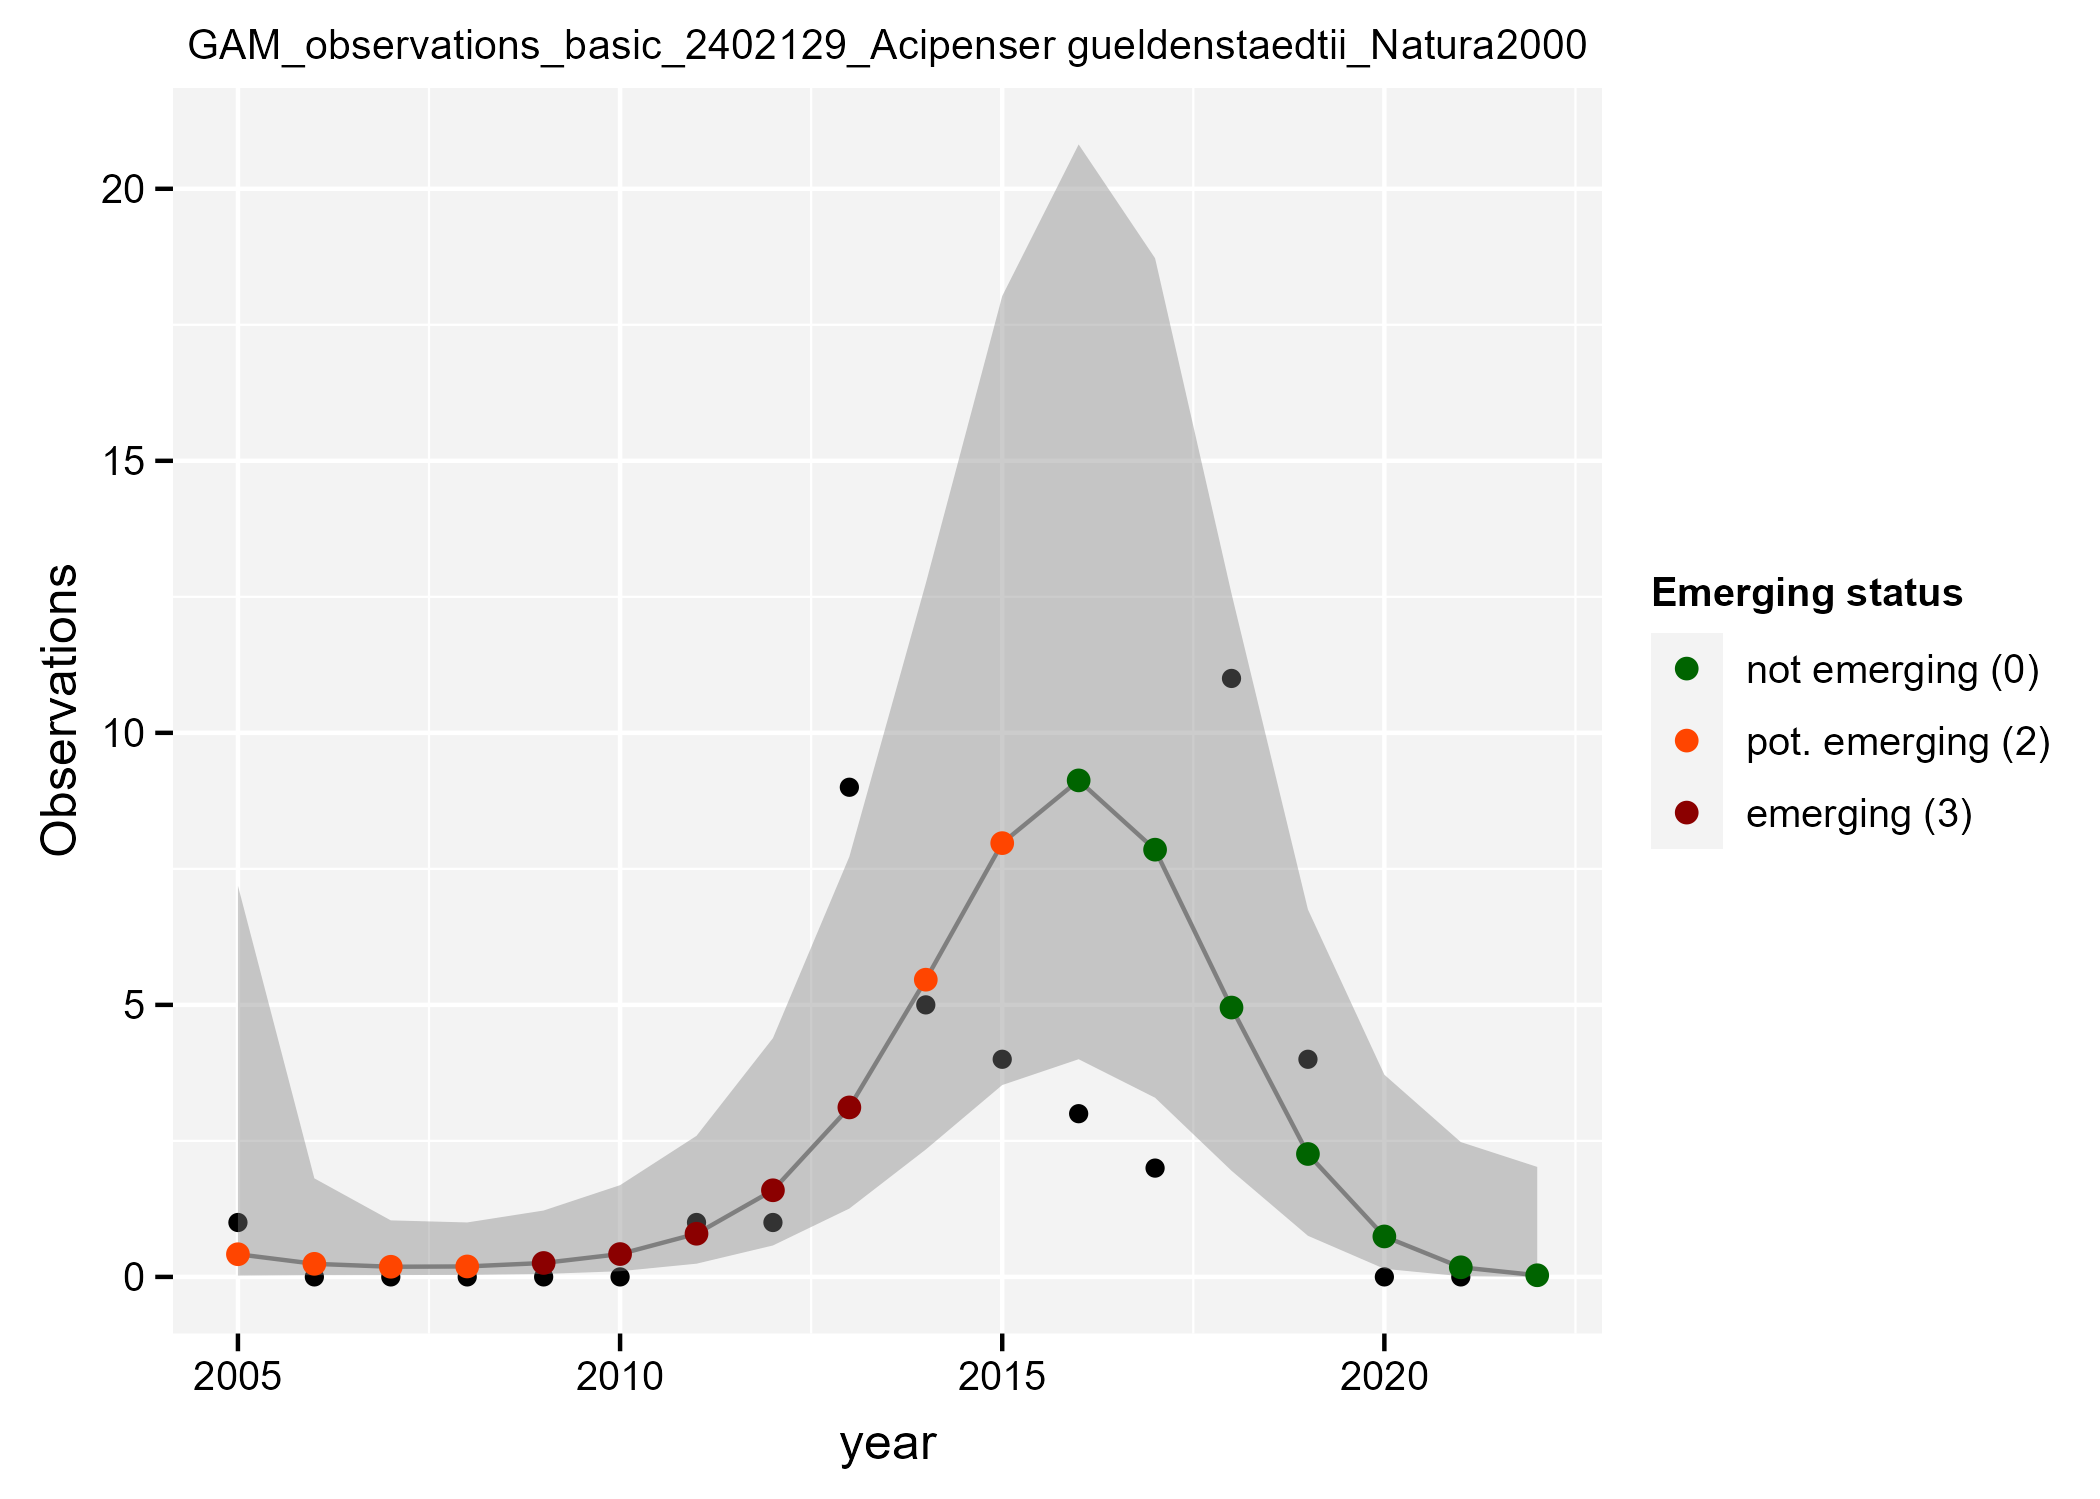 GAM_observations_basic_2402129_Acipenser gueldenstaedtii_Natura2000
Observations
20
15
10
5
0
2005
2010
2015
2020
year
Emerging status
not emerging (0)
pot. emerging (2)
emerging (3)